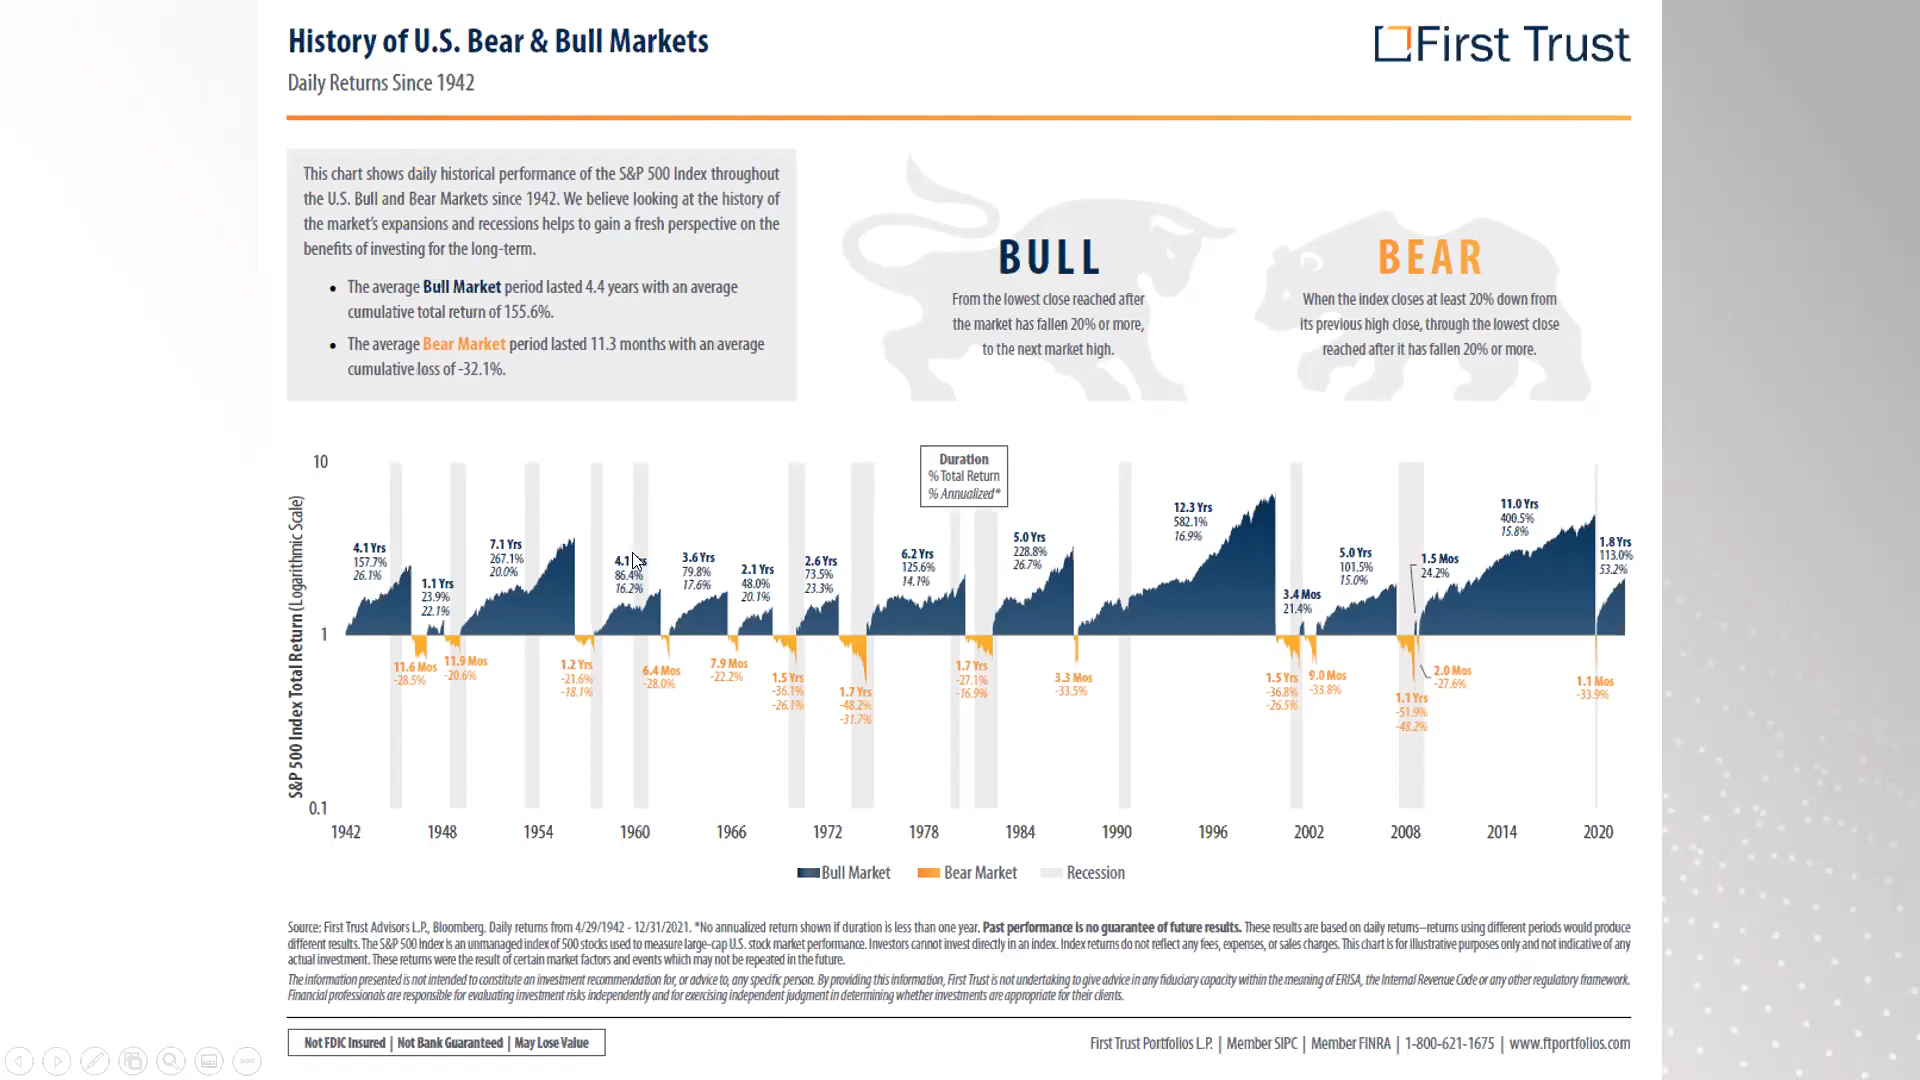 History of U.S. Bear & Bull Markets
First Trust
Daily Returns Since 1942
This chart shows daily historical performance of the S&P 500 Index throughout
the U.S. Bull and Bear Markets since 1942. We believe looking at the history of
the market's expansions and recessions helps to gain a fresh perspective on the
benefits of investing for the long-term.
• The average Bull Market period lasted 4.4 years with an average
cumulative total return of 155.6%.
• The average Bear Market period lasted 11.3 months with an average
cumulative loss of -32.1%.
BULL
From the lowest close reached after
the market has fallen 20% or more,
to the next market high.
BEAR
When the index closes at least 20% down from
its previous high close, through the lowest close
reached after it has fallen 20% or more.
S&P 500 Index Total Return (Logarithmic Scale)
10
1
0.1
Duration
% Total Return
% Annualized*
4.1 Yrs
157.7%
26.1%
1.1 Yrs
23.9%
22.1%
7.1 Yrs
267.1%
20.0%
86.4%
16.2%
3.6 Yrs
79.8%
17.6%
2.1 Yrs
48.0%
20.1%
2.6 Yrs
73.5%
23.3%
6.2 Yrs
125.6%
14.1%
5.0 Yrs
228.8%
26.7%
12.3 Yrs
582.1%
16.9%
3.4 Mos
21.4%
5.0 Yrs
101.5%
15.0%
1.5 Mos
24.2%
11.0 Yrs
400.5%
15.8%
1.8 Yrs
113.0%
53.2%
11.6 Mos
-28.5%
11.9 Mos
-20.6%
1.2 Yrs
-21.6%
-18.1%
6.4 Mos
-28.0%
7.9 Mos
-22.2%
1.5 Yrs
-36.1%
-26.1%
1.7 Yrs
-48.2%
-31.7%
1.7 Yrs
-27.1%
-16.9%
3.3 Mos
-33.5%
1.5 Yrs
-36.8%
-26.5%
9.0 Mos
-33.8%
1.1 Yrs
-51.9%
-48.2%
2.0 Mos
-27.6%
1.1 Mos
-33.9%
1942 1948 1954 1960 1966 1972 1978 1984 1990 1996 2002 2008 2014 2020
Bull Market Bear Market Recession
Source: First Trust Advisors L.P., Bloomberg. Daily returns from 4/29/1942 - 12/31/2021. *No annualized return shown if duration is less than one year. Past performance is no guarantee of future results. These results are based on daily returns–returns using different periods would produce
different results. The S&P 500 Index is an unmanaged index of 500 stocks used to measure large-cap U.S. stock market performance. Investors cannot invest directly in an index. Index returns do not reflect any fees, expenses, or sales charges. This chart is for illustrative purposes only and not indicative of any
actual investment. These returns were the result of certain market factors and events which may not be repeated in the future.
The information presented is not intended to constitute an investment recommendation for, or advice to, any specific person. By providing this information, First Trust is not undertaking to give advice in any fiduciary capacity within the meaning of ERISA, the Internal Revenue Code or any other regulatory framework.
Financial professionals are responsible for evaluating investment risks independently and for exercising independent judgment in determining whether investments are appropriate for their clients.
Not FDIC Insured | Not Bank Guaranteed | May Lose Value
First Trust Portfolios L.P. | Member SIPC | Member FINRA | 1-800-621-1675 | www.ftportfolios.com